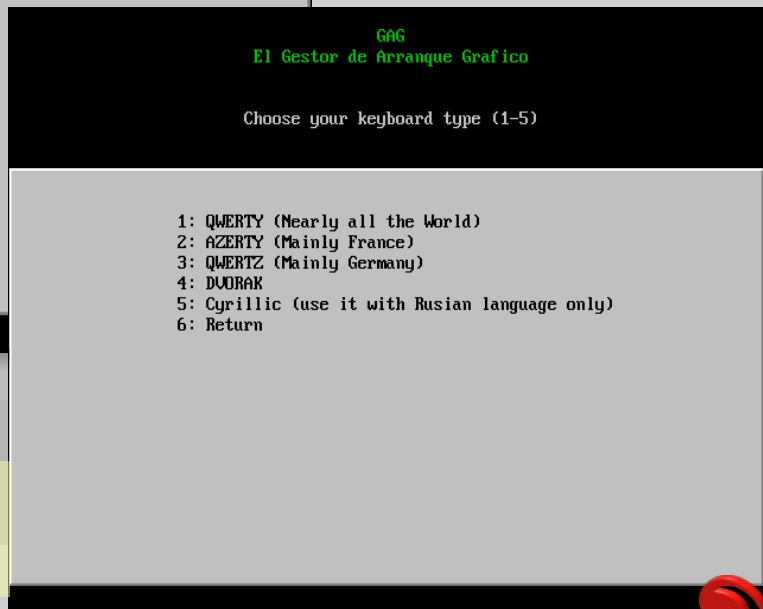 GAG
El Gestor de Arranque Grafico
Choose your keyboard type (1-5)
1: QWERTY (Nearly all the World)
2: AZERTY (Mainly France)
3: QWERTZ (Mainly Germany)
4: DVORAK
5: Cyrillic (use it with Rusian language only)
6: Return